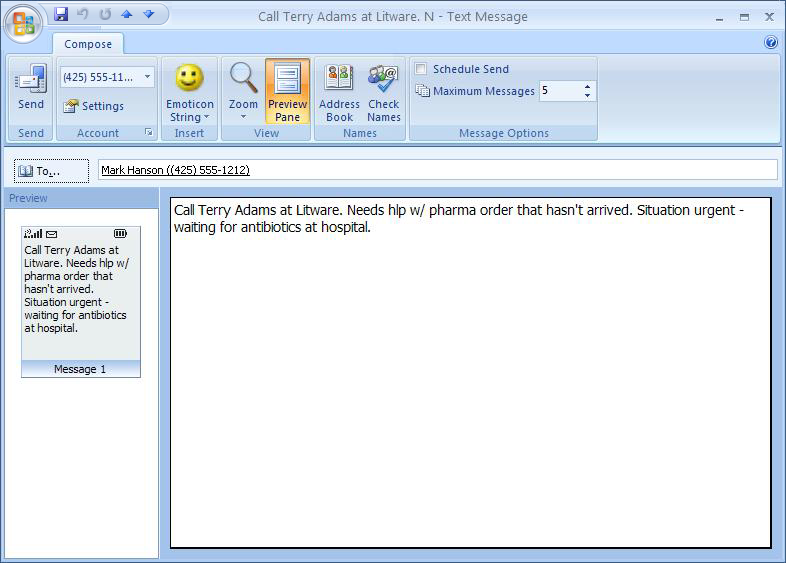 Call Terry Adams at Litware. N - Text Message
Compose
Send
(425) 555-11...
Settings
Emoticon
String
Zoom
Preview
Pane
Address
Book
Check
Names
Schedule Send
Maximum Messages 5
Send
Account
Insert
View
Names
Message Options
To...
Mark Hanson ((425) 555-1212)
Preview
Call Terry Adams at
Litware. Needs hlp w/
pharma order that
hasn't arrived.
Situation urgent -
waiting for antibiotics
at hospital.
Message 1
Call Terry Adams at Litware. Needs hlp w/ pharma order that hasn't arrived. Situation urgent -
waiting for antibiotics at hospital.